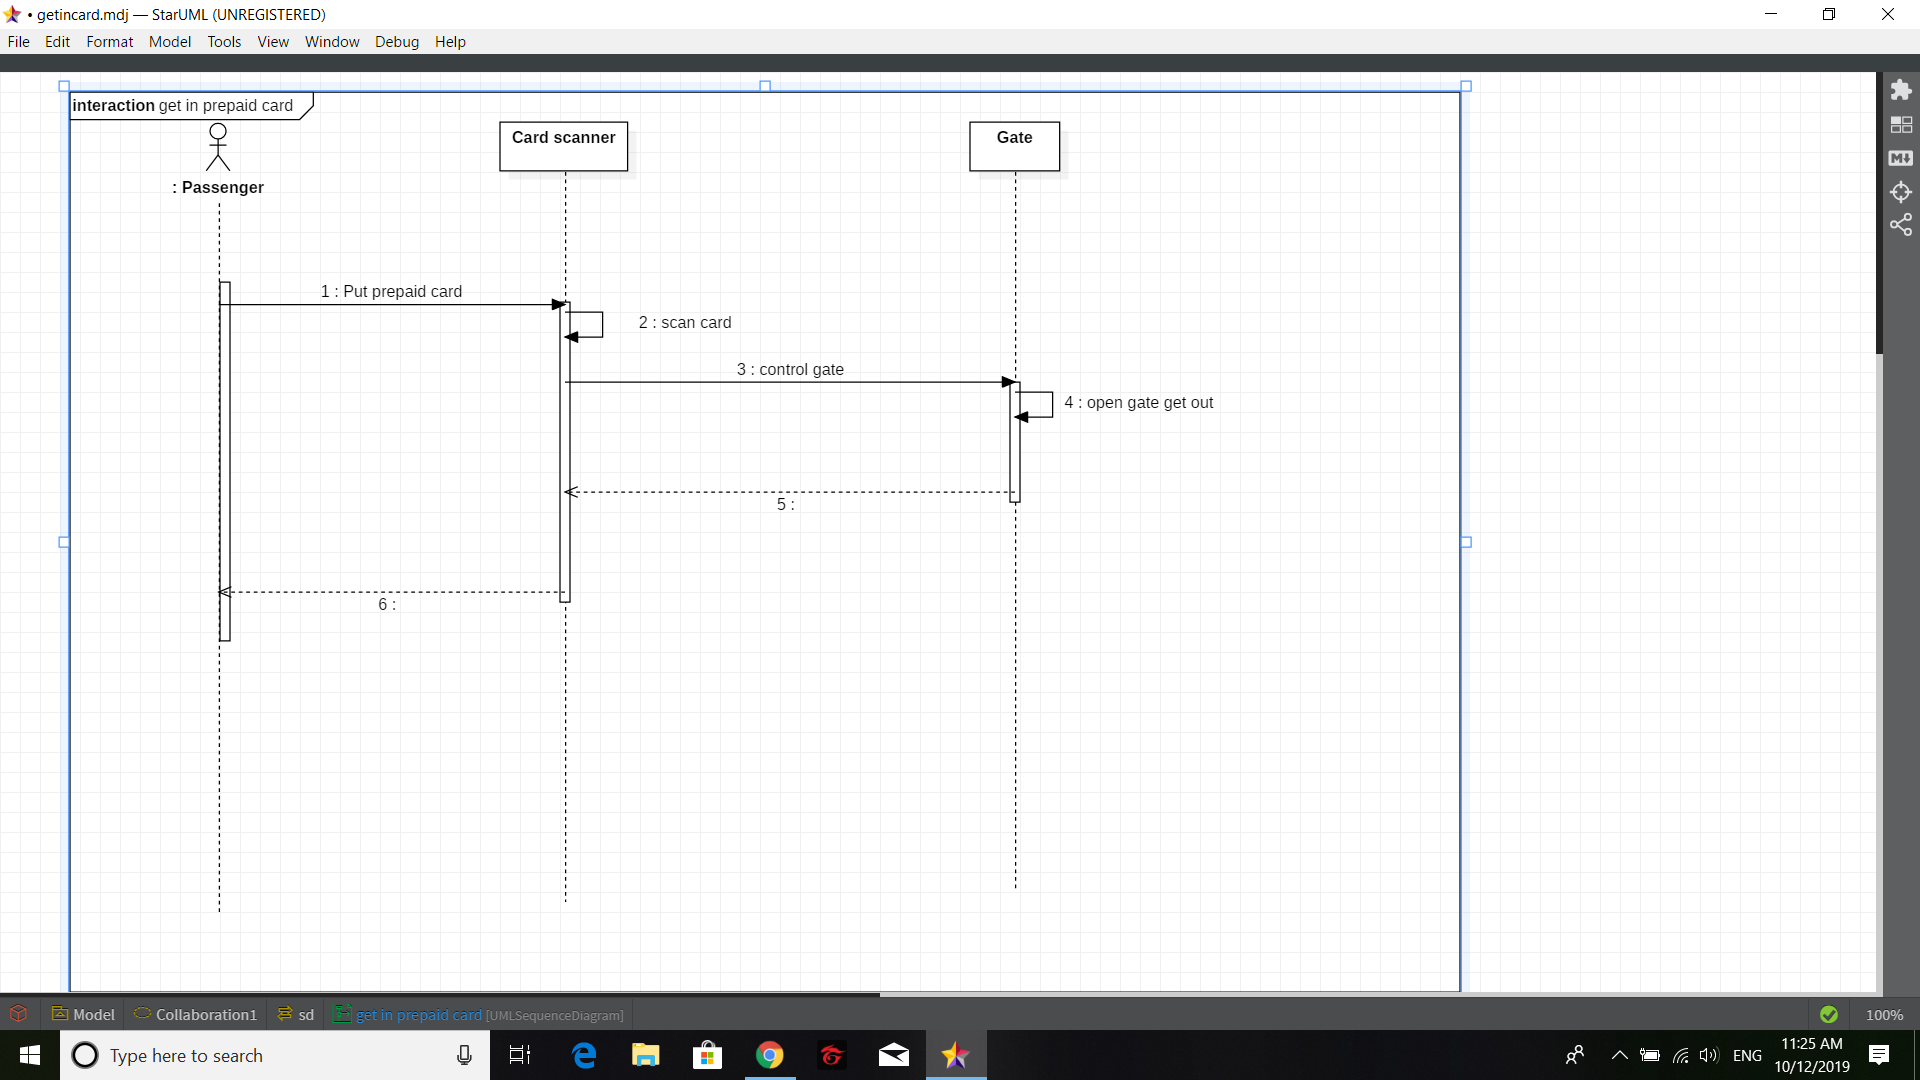 • getincard.mdj — StarUML (UNREGISTERED)
File Edit Format Model Tools View Window Debug Help
interaction get in prepaid card
Card scanner
Gate
: Passenger
1 : Put prepaid card
2 : scan card
3 : control gate
4 : open gate get out
5 :
6 :
M
Model Collaboration1 sd get in prepaid card [UMLSequenceDiagram] 100%
Type here to search
ENG
11:25 AM
10/12/2019